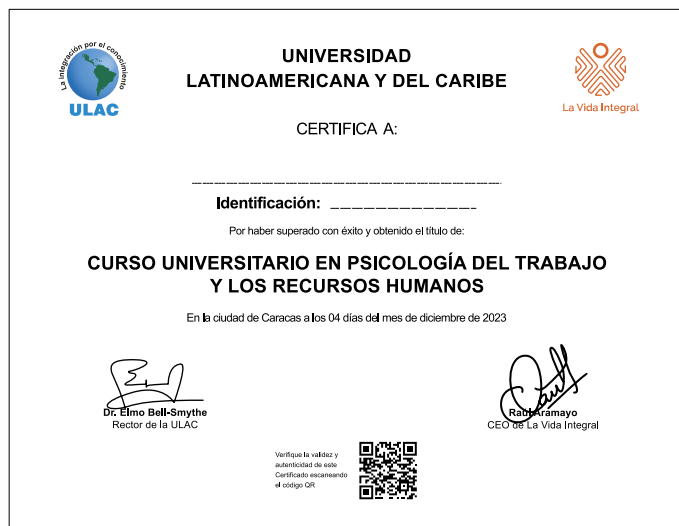 La integración por el conocimiento
ULAC
UNIVERSIDAD
LATINOAMERICANA Y DEL CARIBE
La Vida Integral
CERTIFICA A:
Identificación:
Por haber superado con éxito y obtenido el título de:
CURSO UNIVERSITARIO EN PSICOLOGÍA DEL TRABAJO
Y LOS RECURSOS HUMANOS
En la ciudad de Caracas a los 04 días del mes de diciembre de 2023
Dr. Elmo Bell-Smythe
Rector de la ULAC
Raúl Aramayo
CEO de La Vida Integral
Verifique la validez y
autenticidad de este
Certificado escaneando
el código QR